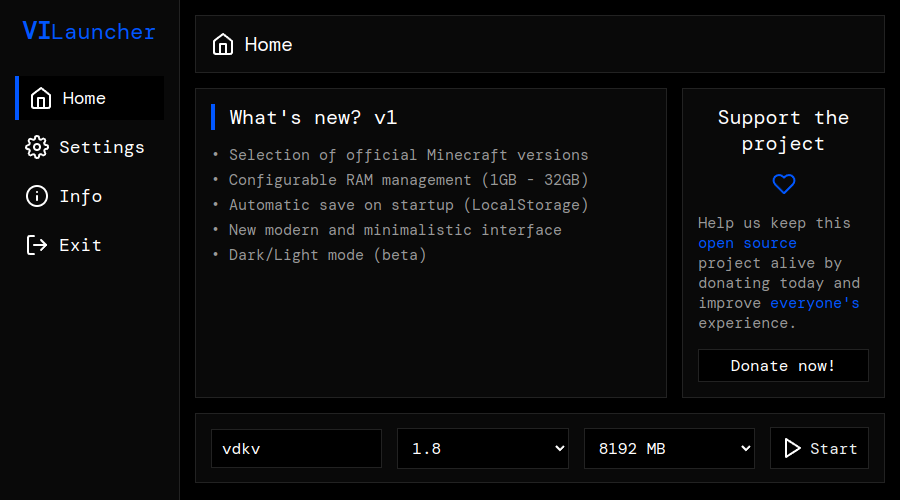 VILauncher
Home
Settings
Info
Exit
Home
What's new? v1
• Selection of official Minecraft versions
• Configurable RAM management (1GB - 32GB)
• Automatic save on startup (LocalStorage)
• New modern and minimalistic interface
• Dark/Light mode (beta)
Support the
project
Help us keep this
open source
project alive by
donating today and
improve everyone's
experience.
Donate now!
vdkv
1.8
8192 MB
Start